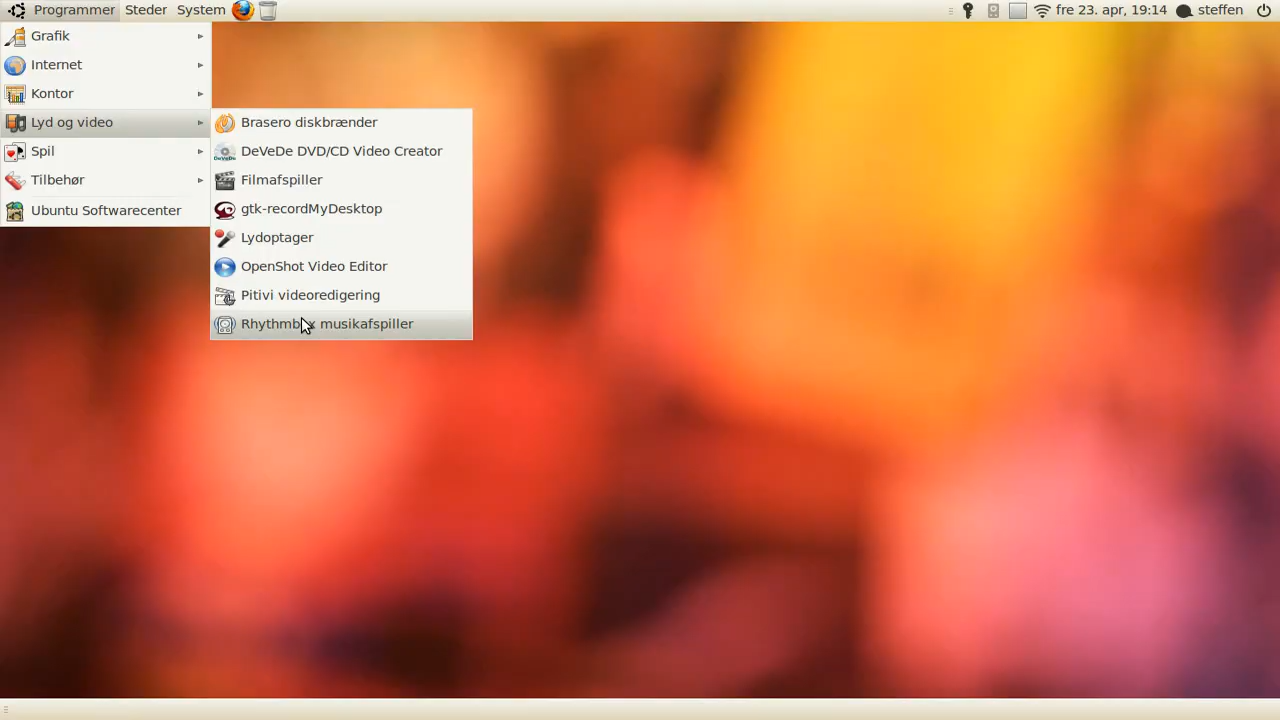 Programmer Steder System fre 23. apr, 19:14 steffen
Grafik
Internet
Kontor
Lyd og video
Spil
Tilbehør
Ubuntu Softwarecenter
Brasero diskbrænder
DeVeDe DVD/CD Video Creator
Filmafspiller
gtk-recordMyDesktop
Lydoptager
OpenShot Video Editor
Pitivi videoredigering
Rhythmbox musikafspiller